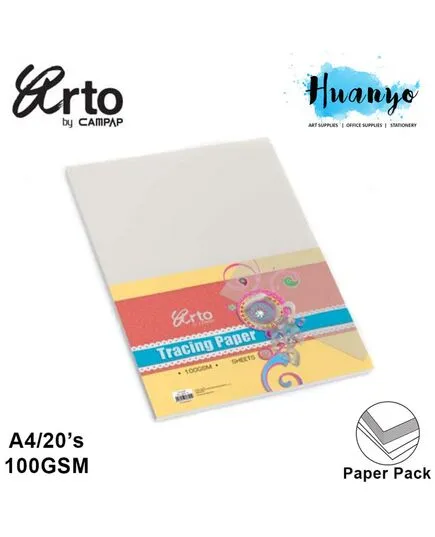 arto
by CAMPAP
Huanyo
ART SUPPLIES | OFFICE SUPPLIES | STATIONERY
arto
CAMPAP
Tracing Paper
• 100GSM • SHEETS •
A4/20's
100GSM
Paper Pack